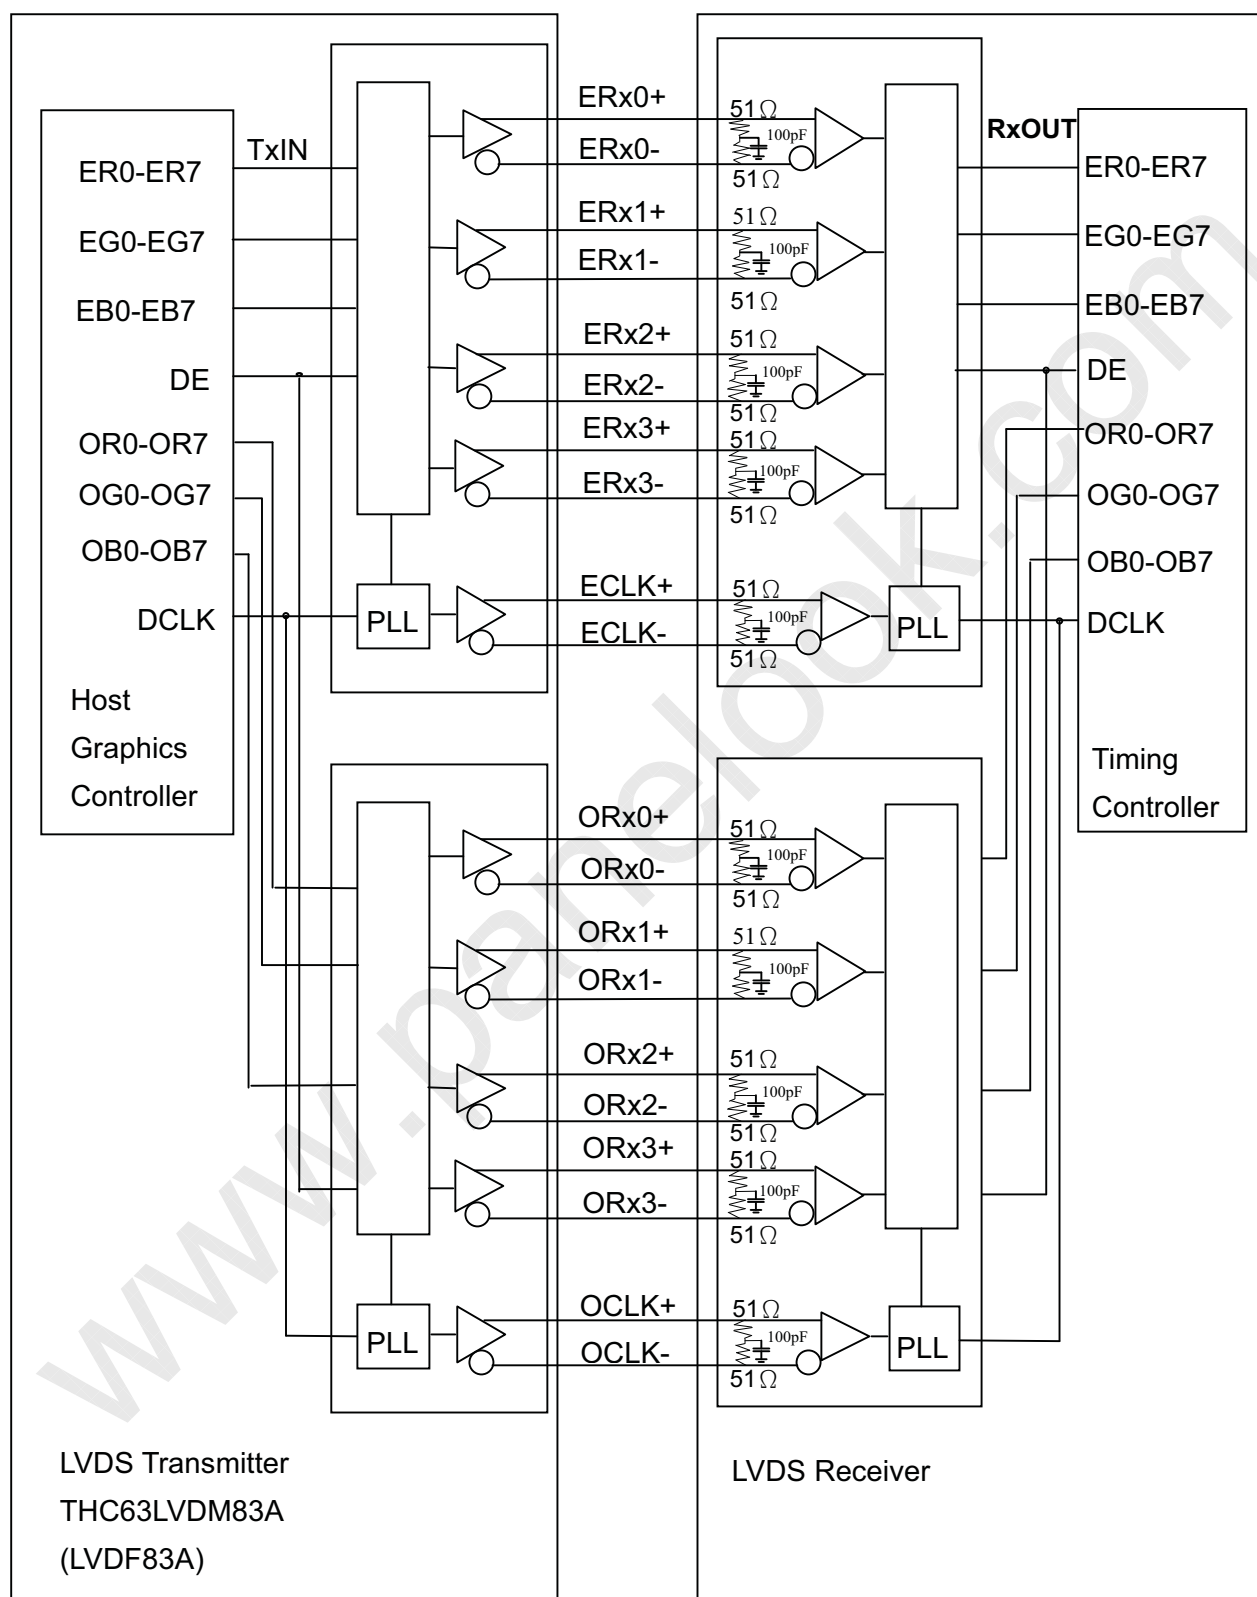 ERx0+
51Ω
100pF
ERx0-
51Ω
TxIN
RxOUT
ER0-ER7
ER0-ER7
ERx1+
51Ω
100pF
ERx1-
51Ω
EG0-EG7
EG0-EG7
EB0-EB7
EB0-EB7
ERx2+
51Ω
100pF
ERx2-
51Ω
DE
DE
ERx3+
51Ω
100pF
ERx3-
51Ω
OR0-OR7
OR0-OR7
OG0-OG7
OG0-OG7
OB0-OB7
OB0-OB7
ECLK+
51Ω
100pF
ECLK-
51Ω
DCLK
PLL
PLL
DCLK
Host
Graphics
Controller
Timing
Controller
ORx0+
51Ω
100pF
ORx0-
51Ω
ORx1+
51Ω
100pF
ORx1-
ORx2+
51Ω
100pF
ORx2-
51Ω
ORx3+
51Ω
100pF
ORx3-
51Ω
OCLK+
51Ω
100pF
OCLK-
51Ω
PLL
PLL
LVDS Transmitter
THC63LVDM83A
(LVDF83A)
LVDS Receiver
www.panelook.com